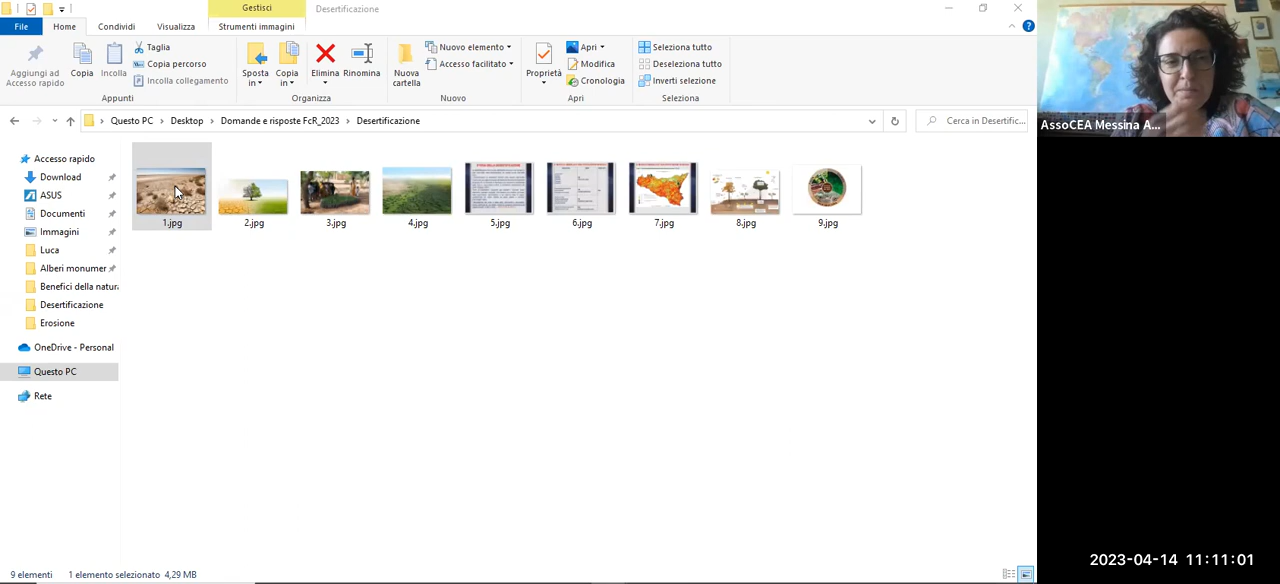 Gestisci
Desertificazione
File
Home
Condividi
Visualizza
Strumenti immagini
Aggiungi ad
Accesso rapido
Copia
Incolla
Taglia
Copia percorso
Incolla collegamento
Appunti
Sposta
in
Copia
in
Elimina
Rinomina
Organizza
Nuova
cartella
Nuovo elemento
Accesso facilitato
Nuovo
Proprietà
Apri
Modifica
Cronologia
Apri
Seleziona tutto
Deseleziona tutto
Inverti selezione
Seleziona
Questo PC > Desktop > Domande e risposte FcR_2023 > Desertificazione
Cerca in Desertific...
Accesso rapido
Download
ASUS
Documenti
Immagini
Luca
Alberi monumer
Benefici della natura
Desertificazione
Erosione
OneDrive - Personal
Questo PC
Rete
1.jpg
2.jpg
3.jpg
4.jpg
5.jpg
6.jpg
7.jpg
8.jpg
9.jpg
9 elementi
1 elemento selezionato 4,29 MB
AssoCEA Messina A...
2023-04-14 11:11:01